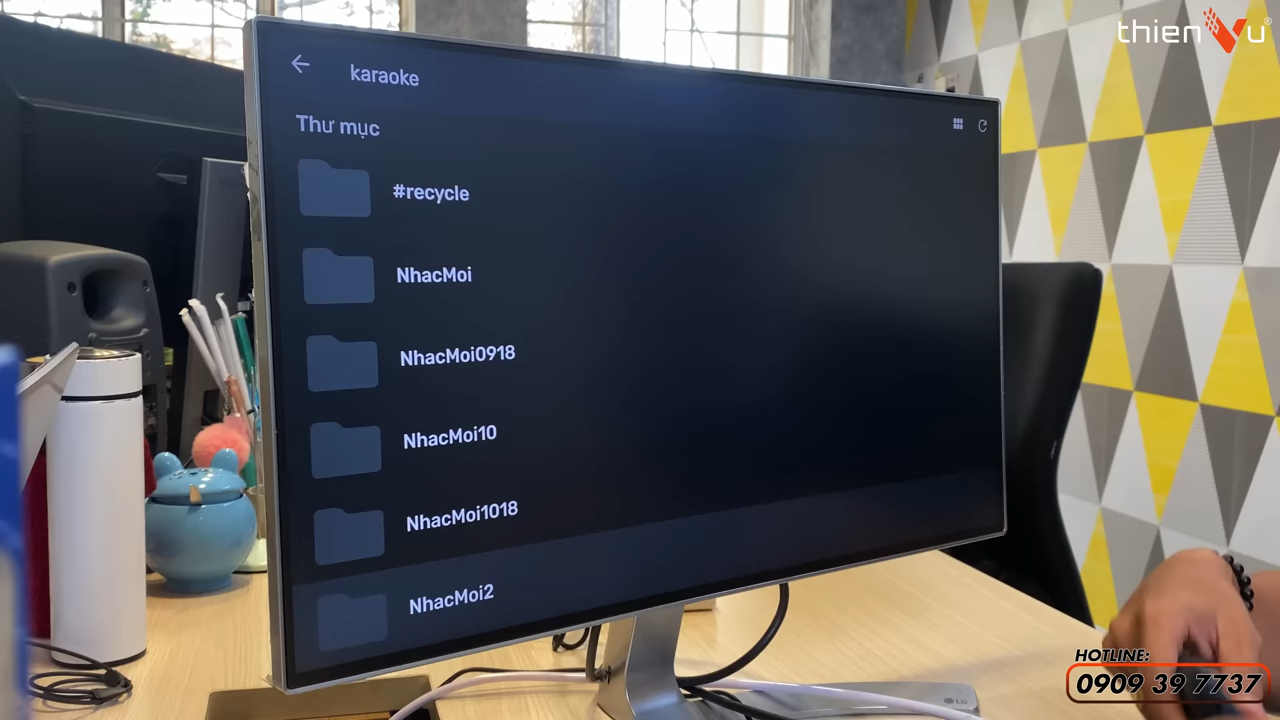 thienVu
karaoke
Thư mục
#recycle
NhacMoi
NhacMoi0918
NhacMoi10
NhacMoi1018
NhacMoi2
LG
HOTLINE:
0909 39 7737